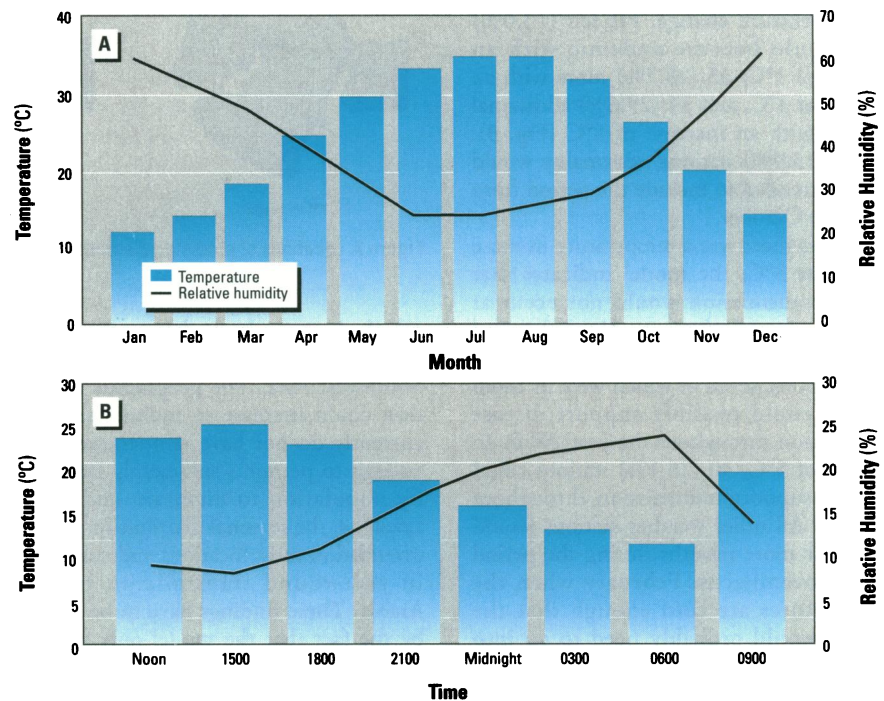 A
40
30
20
10
0
Temperature (ºC)
70
60
50
40
30
20
10
0
Relative Humidity (%)
Temperature
Relative humidity
Jan Feb Mar Apr May Jun Jul Aug Sep Oct Nov Dec
Month
B
30
25
20
15
10
5
0
Temperature (ºC)
30
25
20
15
10
5
0
Relative Humidity (%)
Noon 1500 1800 2100 Midnight 0300 0600 0900
Time